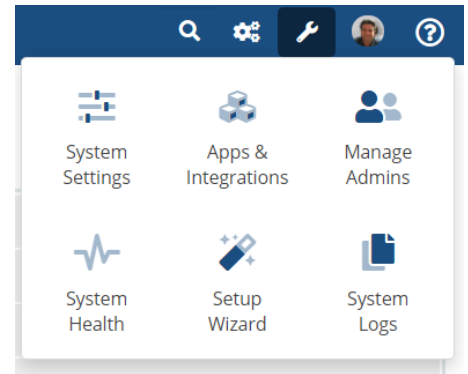 System
Settings
Apps &
Integrations
Manage
Admins
System
Health
Setup
Wizard
System
Logs